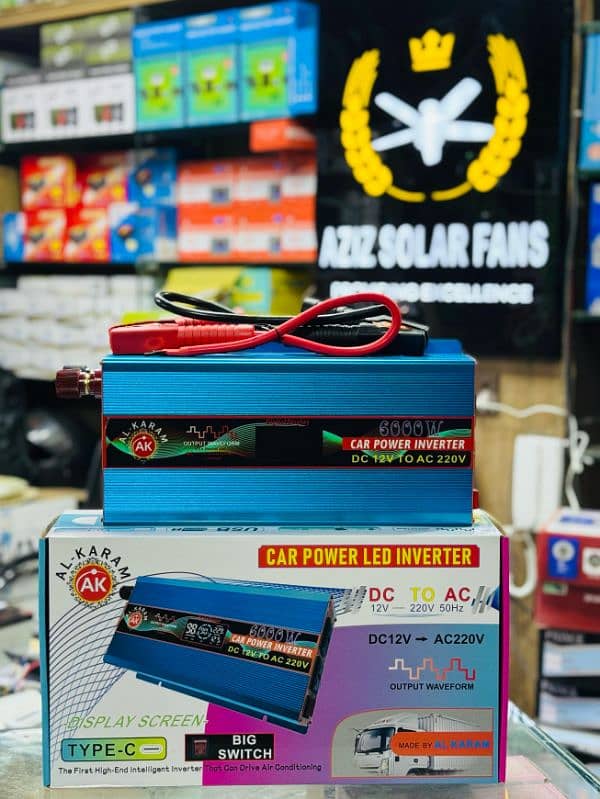 AZIZ SOLAR FANS
FOCUSING EXCELLENCE
AL-KARAM
AK
OUTPUT WAVEFORM
6000W
CAR POWER INVERTER
DC 12V TO AC 220V
AL-KARAM
AK
CAR POWER LED INVERTER
DC TO AC
12V — 220V 50Hz
6000W
CAR POWER INVERTER
DC 12V TO AC 220V
DC12V → AC220V
OUTPUT WAVEFORM
-DISPLAY SCREEN-
TYPE-C
BIG
SWITCH
MADE BY AL KARAM
The First High-End Intelligent Inverter That Can Drive Air Conditioning